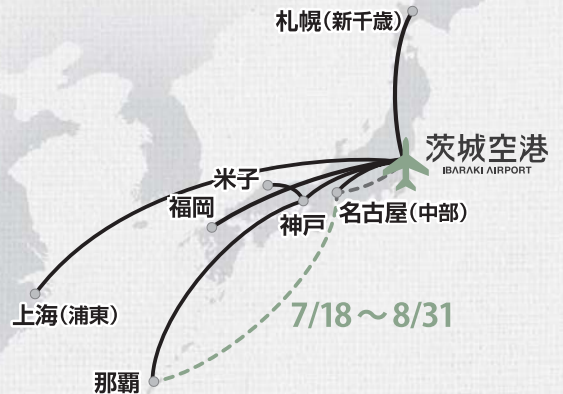 札幌（新千歳）
茨城空港
IBARAKI AIRPORT
米子
福岡
神戸
名古屋（中部）
上海（浦東）
7/18～8/31
那覇